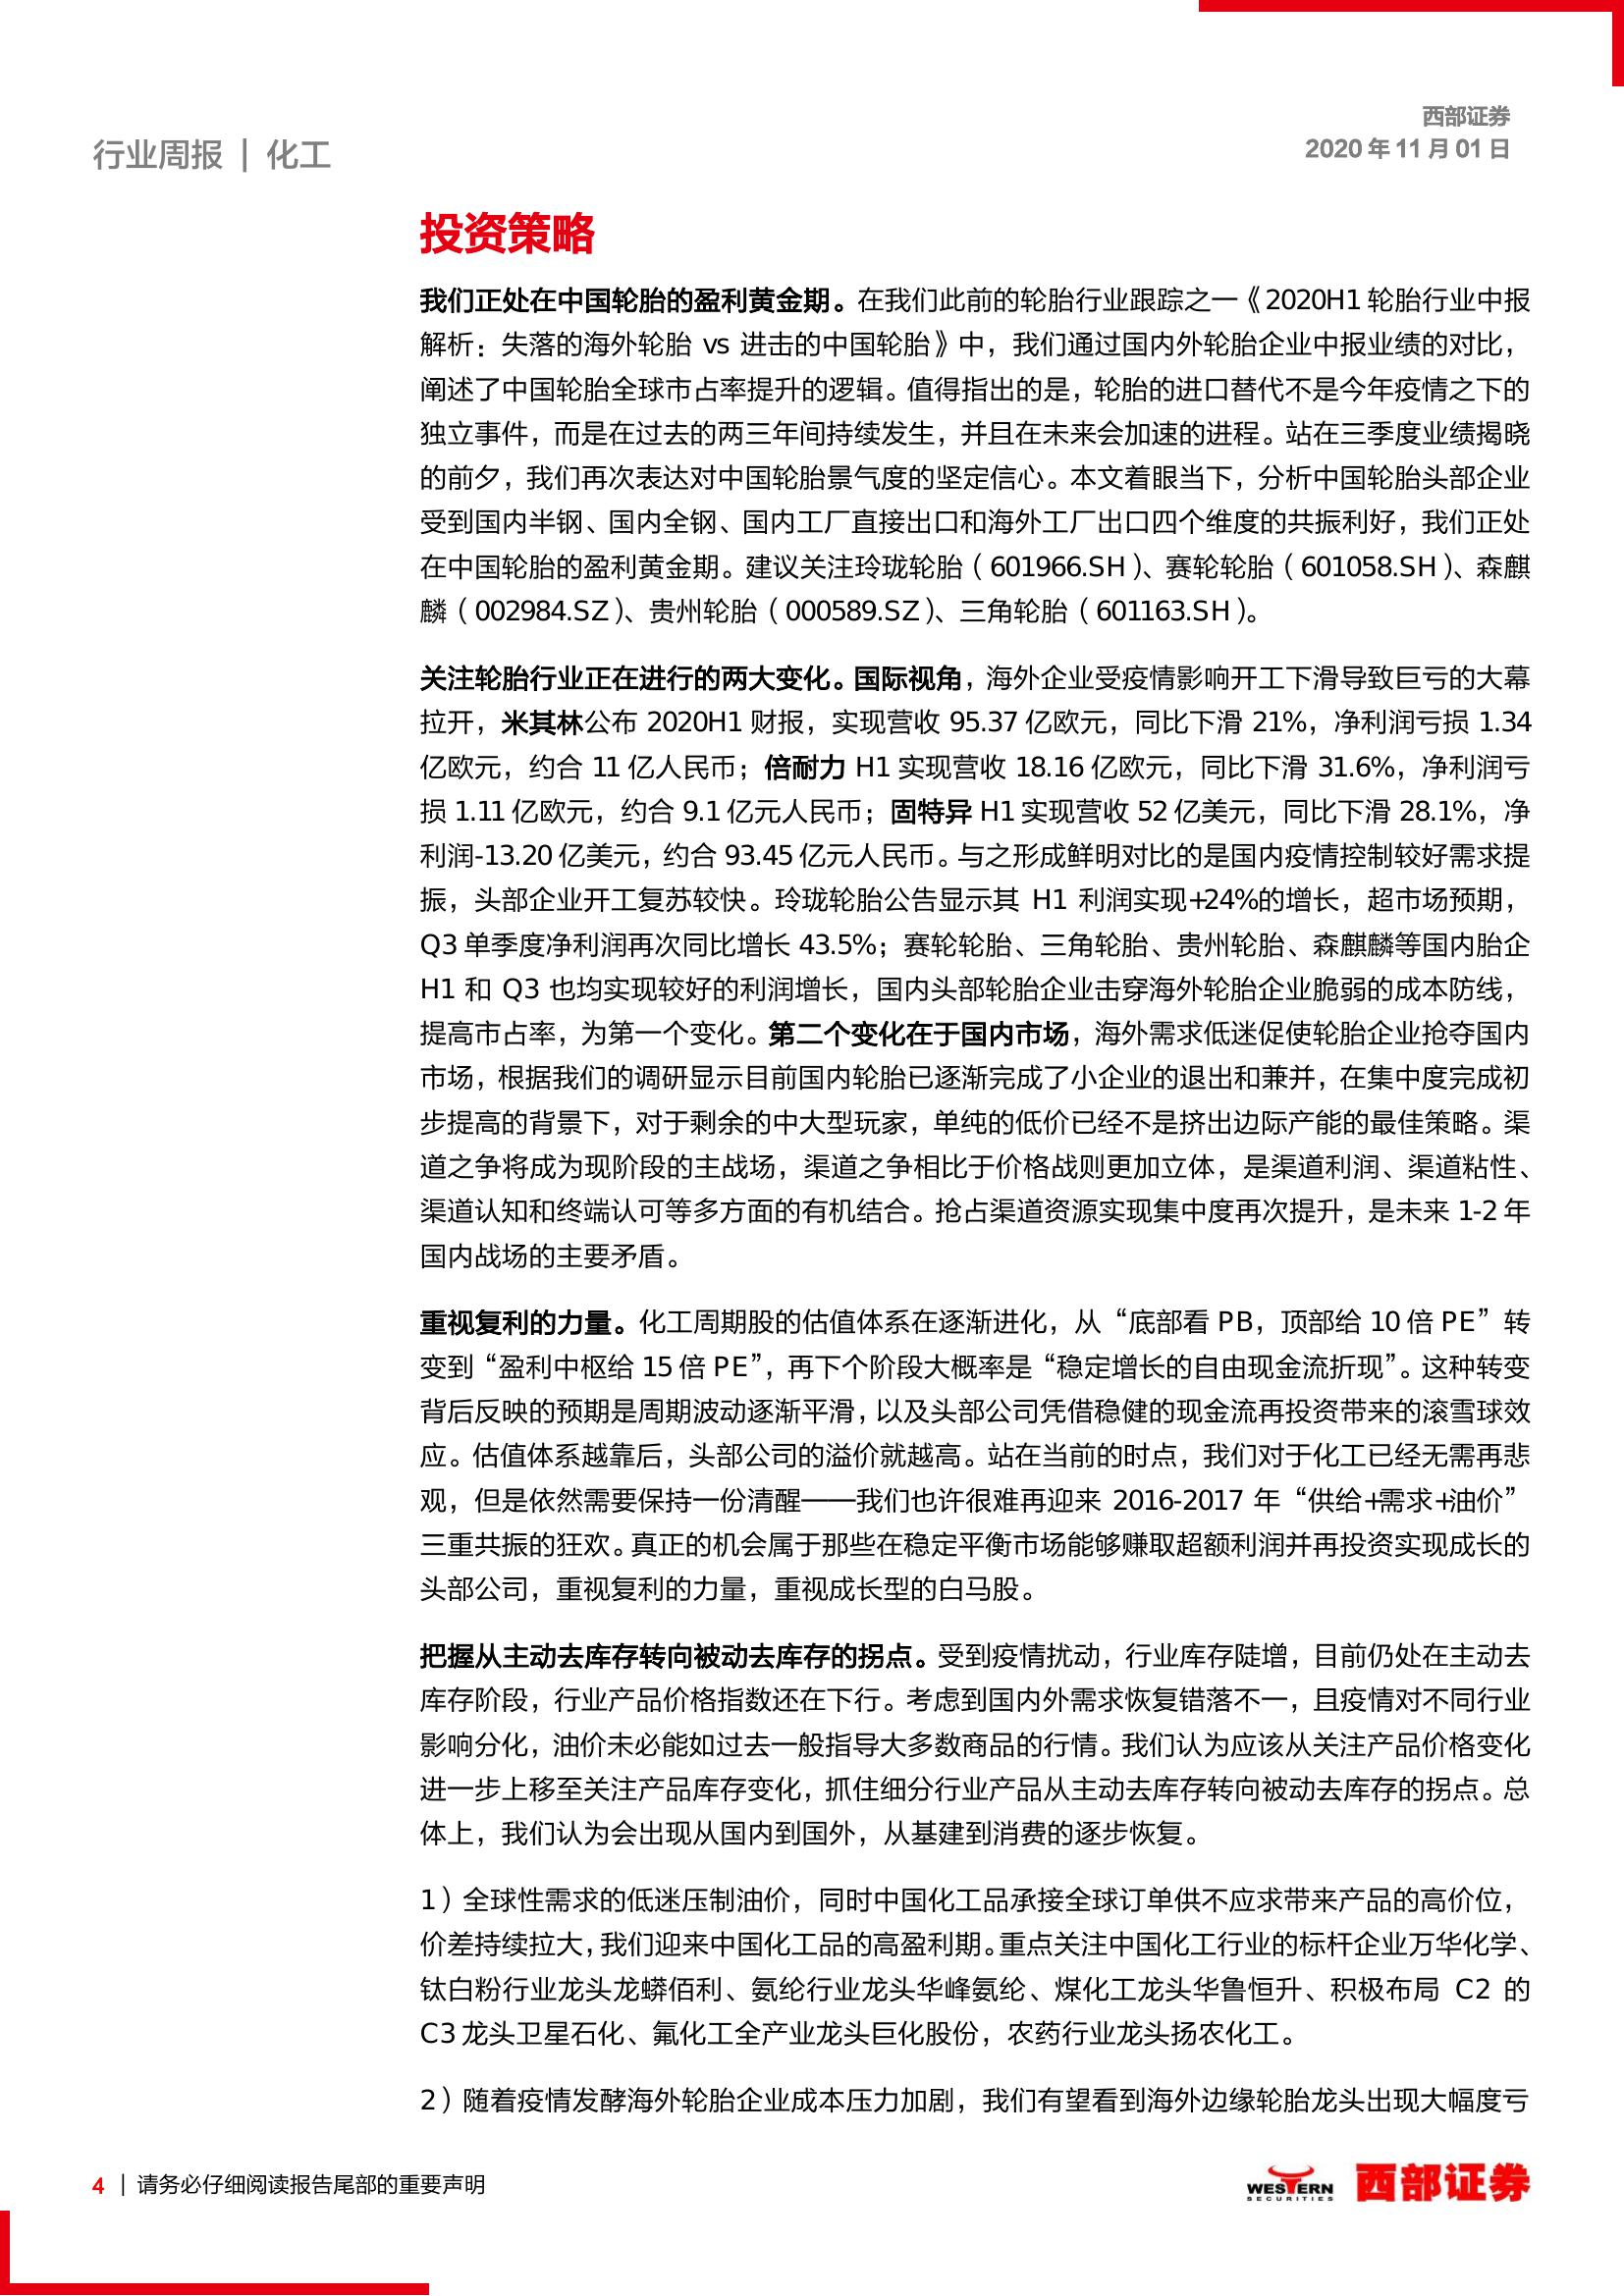 西部证券
2020 年 11 月 01 日
行业周报 | 化工
投资策略
我们正处在中国轮胎的盈利黄金期。在我们此前的轮胎行业跟踪之一《2020H1 轮胎行业中报
解析：失落的海外轮胎 vs 进击的中国轮胎》中，我们通过国内外轮胎企业中报业绩的对比，
阐述了中国轮胎全球市占率提升的逻辑。值得指出的是，轮胎的进口替代不是今年疫情之下的
独立事件，而是在过去的两三年间持续发生，并且在未来会加速的进程。站在三季度业绩揭晓
的前夕，我们再次表达对中国轮胎景气度的坚定信心。本文着眼当下，分析中国轮胎头部企业
受到国内半钢、国内全钢、国内工厂直接出口和海外工厂出口四个维度的共振利好，我们正处
在中国轮胎的盈利黄金期。建议关注玲珑轮胎（601966.SH）、赛轮轮胎（601058.SH）、森麒
麟（002984.SZ）、贵州轮胎（000589.SZ）、三角轮胎（601163.SH）。
关注轮胎行业正在进行的两大变化。国际视角，海外企业受疫情影响开工下滑导致巨亏的大幕
拉开，米其林公布 2020H1 财报，实现营收 95.37 亿欧元，同比下滑 21%，净利润亏损 1.34
亿欧元，约合 11 亿人民币；倍耐力 H1 实现营收 18.16 亿欧元，同比下滑 31.6%，净利润亏
损 1.11 亿欧元，约合 9.1 亿元人民币；固特异 H1 实现营收 52 亿美元，同比下滑 28.1%，净
利润-13.20 亿美元，约合 93.45 亿元人民币。与之形成鲜明对比的是国内疫情控制较好需求提
振，头部企业开工复苏较快。玲珑轮胎公告显示其 H1 利润实现+24%的增长，超市场预期，
Q3 单季度净利润再次同比增长 43.5%；赛轮轮胎、三角轮胎、贵州轮胎、森麒麟等国内胎企
H1 和 Q3 也均实现较好的利润增长，国内头部轮胎企业击穿海外轮胎企业脆弱的成本防线，
提高市占率，为第一个变化。第二个变化在于国内市场，海外需求低迷促使轮胎企业抢夺国内
市场，根据我们的调研显示目前国内轮胎已逐渐完成了小企业的退出和兼并，在集中度完成初
步提高的背景下，对于剩余的中大型玩家，单纯的低价已经不是挤出边际产能的最佳策略。渠
道之争将成为现阶段的主战场，渠道之争相比于价格战则更加立体，是渠道利润、渠道粘性、
渠道认知和终端认可等多方面的有机结合。抢占渠道资源实现集中度再次提升，是未来 1-2 年
国内战场的主要矛盾。
重视复利的力量。化工周期股的估值体系在逐渐进化，从“底部看 PB，顶部给 10 倍 PE”转
变到“盈利中枢给 15 倍 PE”，再下个阶段大概率是“稳定增长的自由现金流折现”。这种转变
背后反映的预期是周期波动逐渐平滑，以及头部公司凭借稳健的现金流再投资带来的滚雪球效
应。估值体系越靠后，头部公司的溢价就越高。站在当前的时点，我们对于化工已经无需再悲
观，但是依然需要保持一份清醒——我们也许很难再迎来 2016-2017 年“供给+需求+油价”
三重共振的狂欢。真正的机会属于那些在稳定平衡市场能够赚取超额利润并再投资实现成长的
头部公司，重视复利的力量，重视成长型的白马股。
把握从主动去库存转向被动去库存的拐点。受到疫情扰动，行业库存陡增，目前仍处在主动去
库存阶段，行业产品价格指数还在下行。考虑到国内外需求恢复错落不一，且疫情对不同行业
影响分化，油价未必能如过去一般指导大多数商品的行情。我们认为应该从关注产品价格变化
进一步上移至关注产品库存变化，抓住细分行业产品从主动去库存转向被动去库存的拐点。总
体上，我们认为会出现从国内到国外，从基建到消费的逐步恢复。
1）全球性需求的低迷压制油价，同时中国化工品承接全球订单供不应求带来产品的高价位，
价差持续拉大，我们迎来中国化工品的高盈利期。重点关注中国化工行业的标杆企业万华化学、
钛白粉行业龙头龙蟒佰利、氨纶行业龙头华峰氨纶、煤化工龙头华鲁恒升、积极布局 C2 的
C3 龙头卫星石化、氟化工全产业龙头巨化股份，农药行业龙头扬农化工。
2）随着疫情发酵海外轮胎企业成本压力加剧，我们有望看到海外边缘轮胎龙头出现大幅度亏
4 | 请务必仔细阅读报告尾部的重要声明
WESTERN
SECURITIES
西部证券